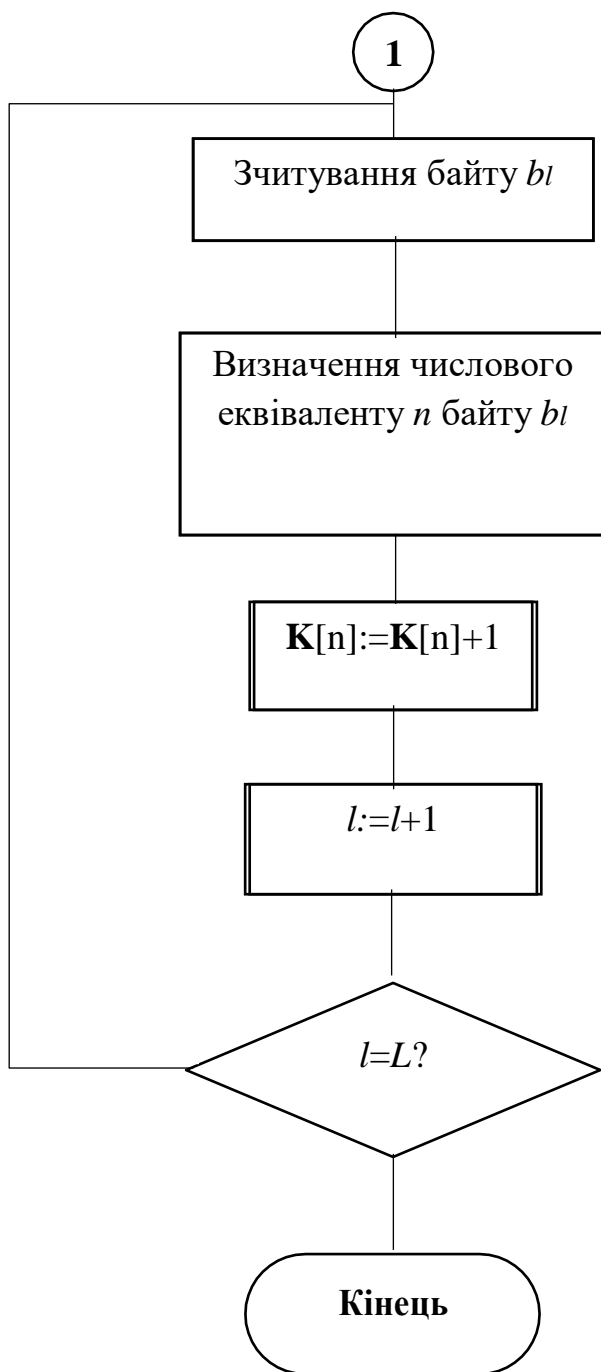 1
Зчитування байту bl
Визначення числового
еквіваленту n байту bl
K[n]:=K[n]+1
l:=l+1
l=L?
Кінець